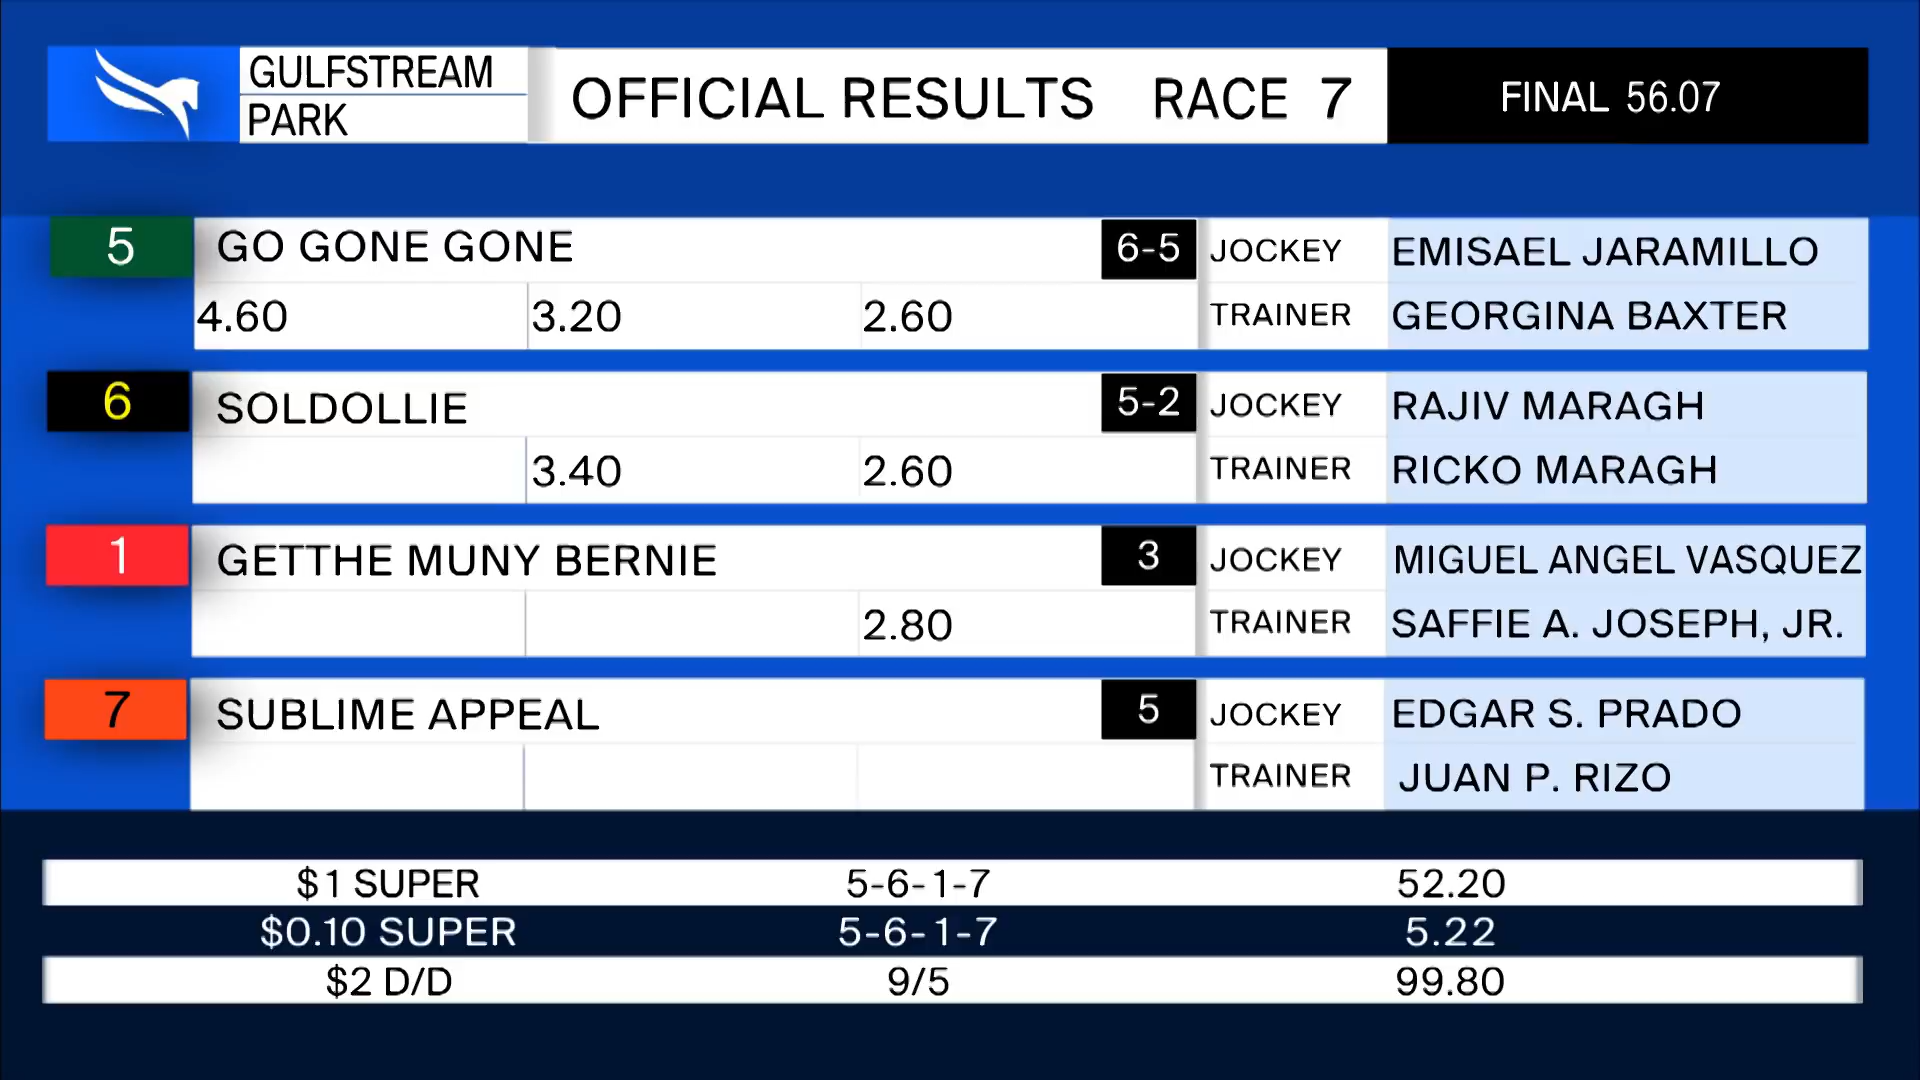 GULFSTREAM
PARK
OFFICIAL RESULTS RACE 7
FINAL 56.07
5 GO GONE GONE 6-5 JOCKEY EMISAEL JARAMILLO
4.60 3.20 2.60 TRAINER GEORGINA BAXTER
6 SOLDOLLIE 5-2 JOCKEY RAJIV MARAGH
3.40 2.60 TRAINER RICKO MARAGH
1 GETTHE MUNY BERNIE 3 JOCKEY MIGUEL ANGEL VASQUEZ
2.80 TRAINER SAFFIE A. JOSEPH, JR.
7 SUBLIME APPEAL 5 JOCKEY EDGAR S. PRADO
TRAINER JUAN P. RIZO
$1 SUPER 5-6-1-7 52.20
$0.10 SUPER 5-6-1-7 5.22
$2 D/D 9/5 99.80